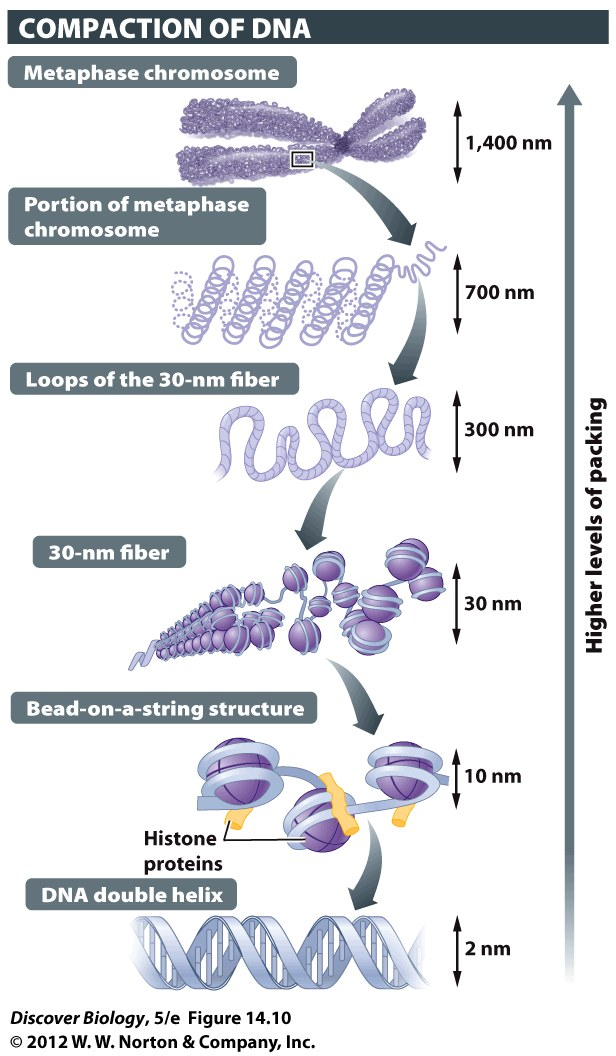 COMPACTION OF DNA
Metaphase chromosome
1,400 nm
Portion of metaphase
chromosome
700 nm
Loops of the 30-nm fiber
300 nm
30-nm fiber
30 nm
Higher levels of packing
Bead-on-a-string structure
10 nm
Histone
proteins
DNA double helix
2 nm
Discover Biology, 5/e Figure 14.10
© 2012 W. W. Norton & Company, Inc.